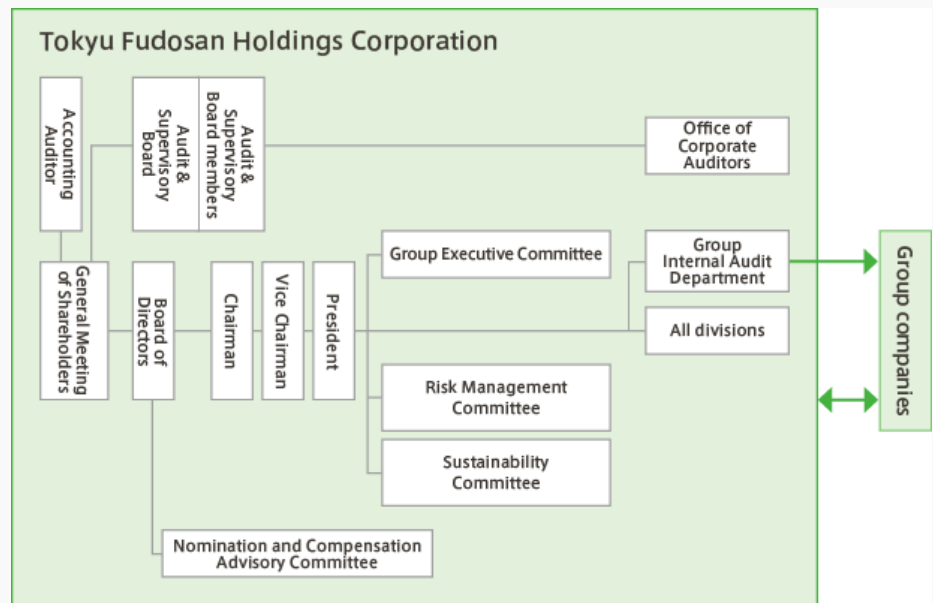 Tokyu Fudosan Holdings Corporation
Accounting
Auditor
Audit &
Supervisory
Board
Audit &
Supervisory
Board members
Office of
Corporate
Auditors
General Meeting
of Shareholders
Board of
Directors
Chairman
Vice Chairman
President
Group Executive Committee
Group
Internal Audit
Department
All divisions
Risk Management
Committee
Sustainability
Committee
Nomination and Compensation
Advisory Committee
Group companies